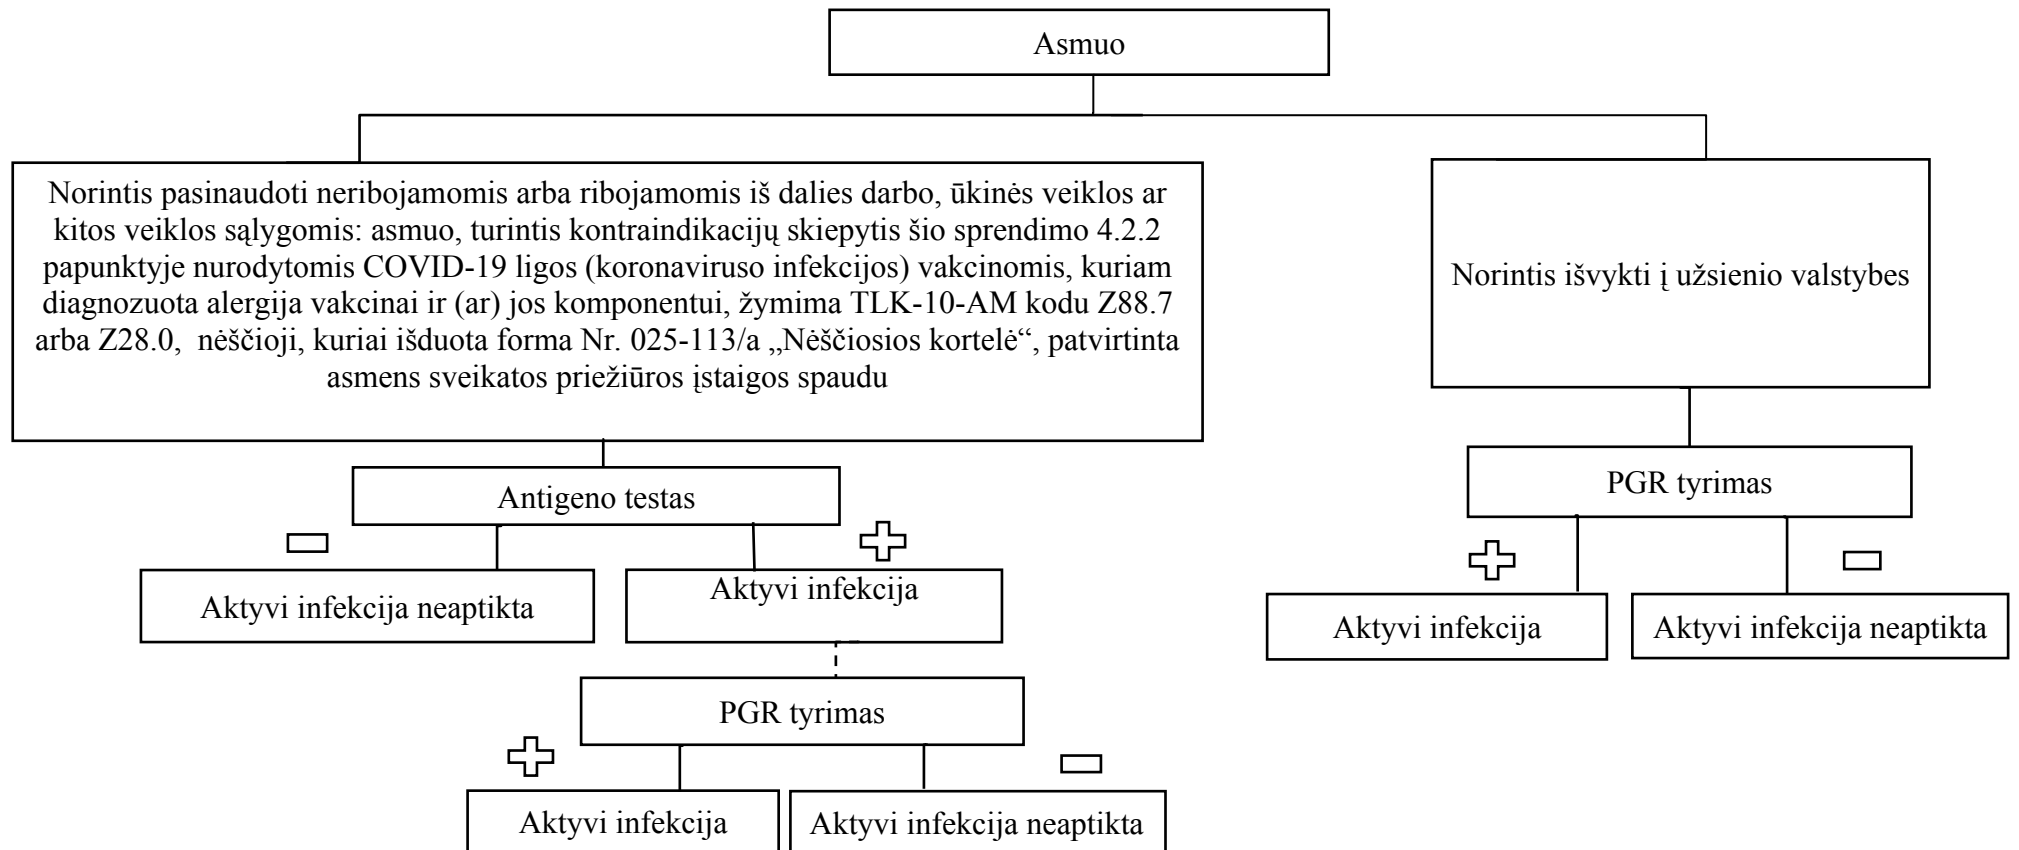 Asmuo
Norintis pasinaudoti neribojamomis arba ribojamomis iš dalies darbo, ūkinės veiklos ar
kitos veiklos sąlygomis: asmuo, turintis kontraindikacijų skiepytis šio sprendimo 4.2.2
papunktyje nurodytomis COVID-19 ligos (koronaviruso infekcijos) vakcinomis, kuriam
diagnozuota alergija vakcinai ir (ar) jos komponentui, žymima TLK-10-AM kodu Z88.7
arba Z28.0, nėščioji, kuriai išduota forma Nr. 025-113/a „Nėščiosios kortelė“, patvirtinta
asmens sveikatos priežiūros įstaigos spaudu
Norintis išvykti į užsienio valstybes
Antigeno testas
PGR tyrimas
Aktyvi infekcija neaptikta
Aktyvi infekcija
Aktyvi infekcija
Aktyvi infekcija neaptikta
PGR tyrimas
Aktyvi infekcija
Aktyvi infekcija neaptikta